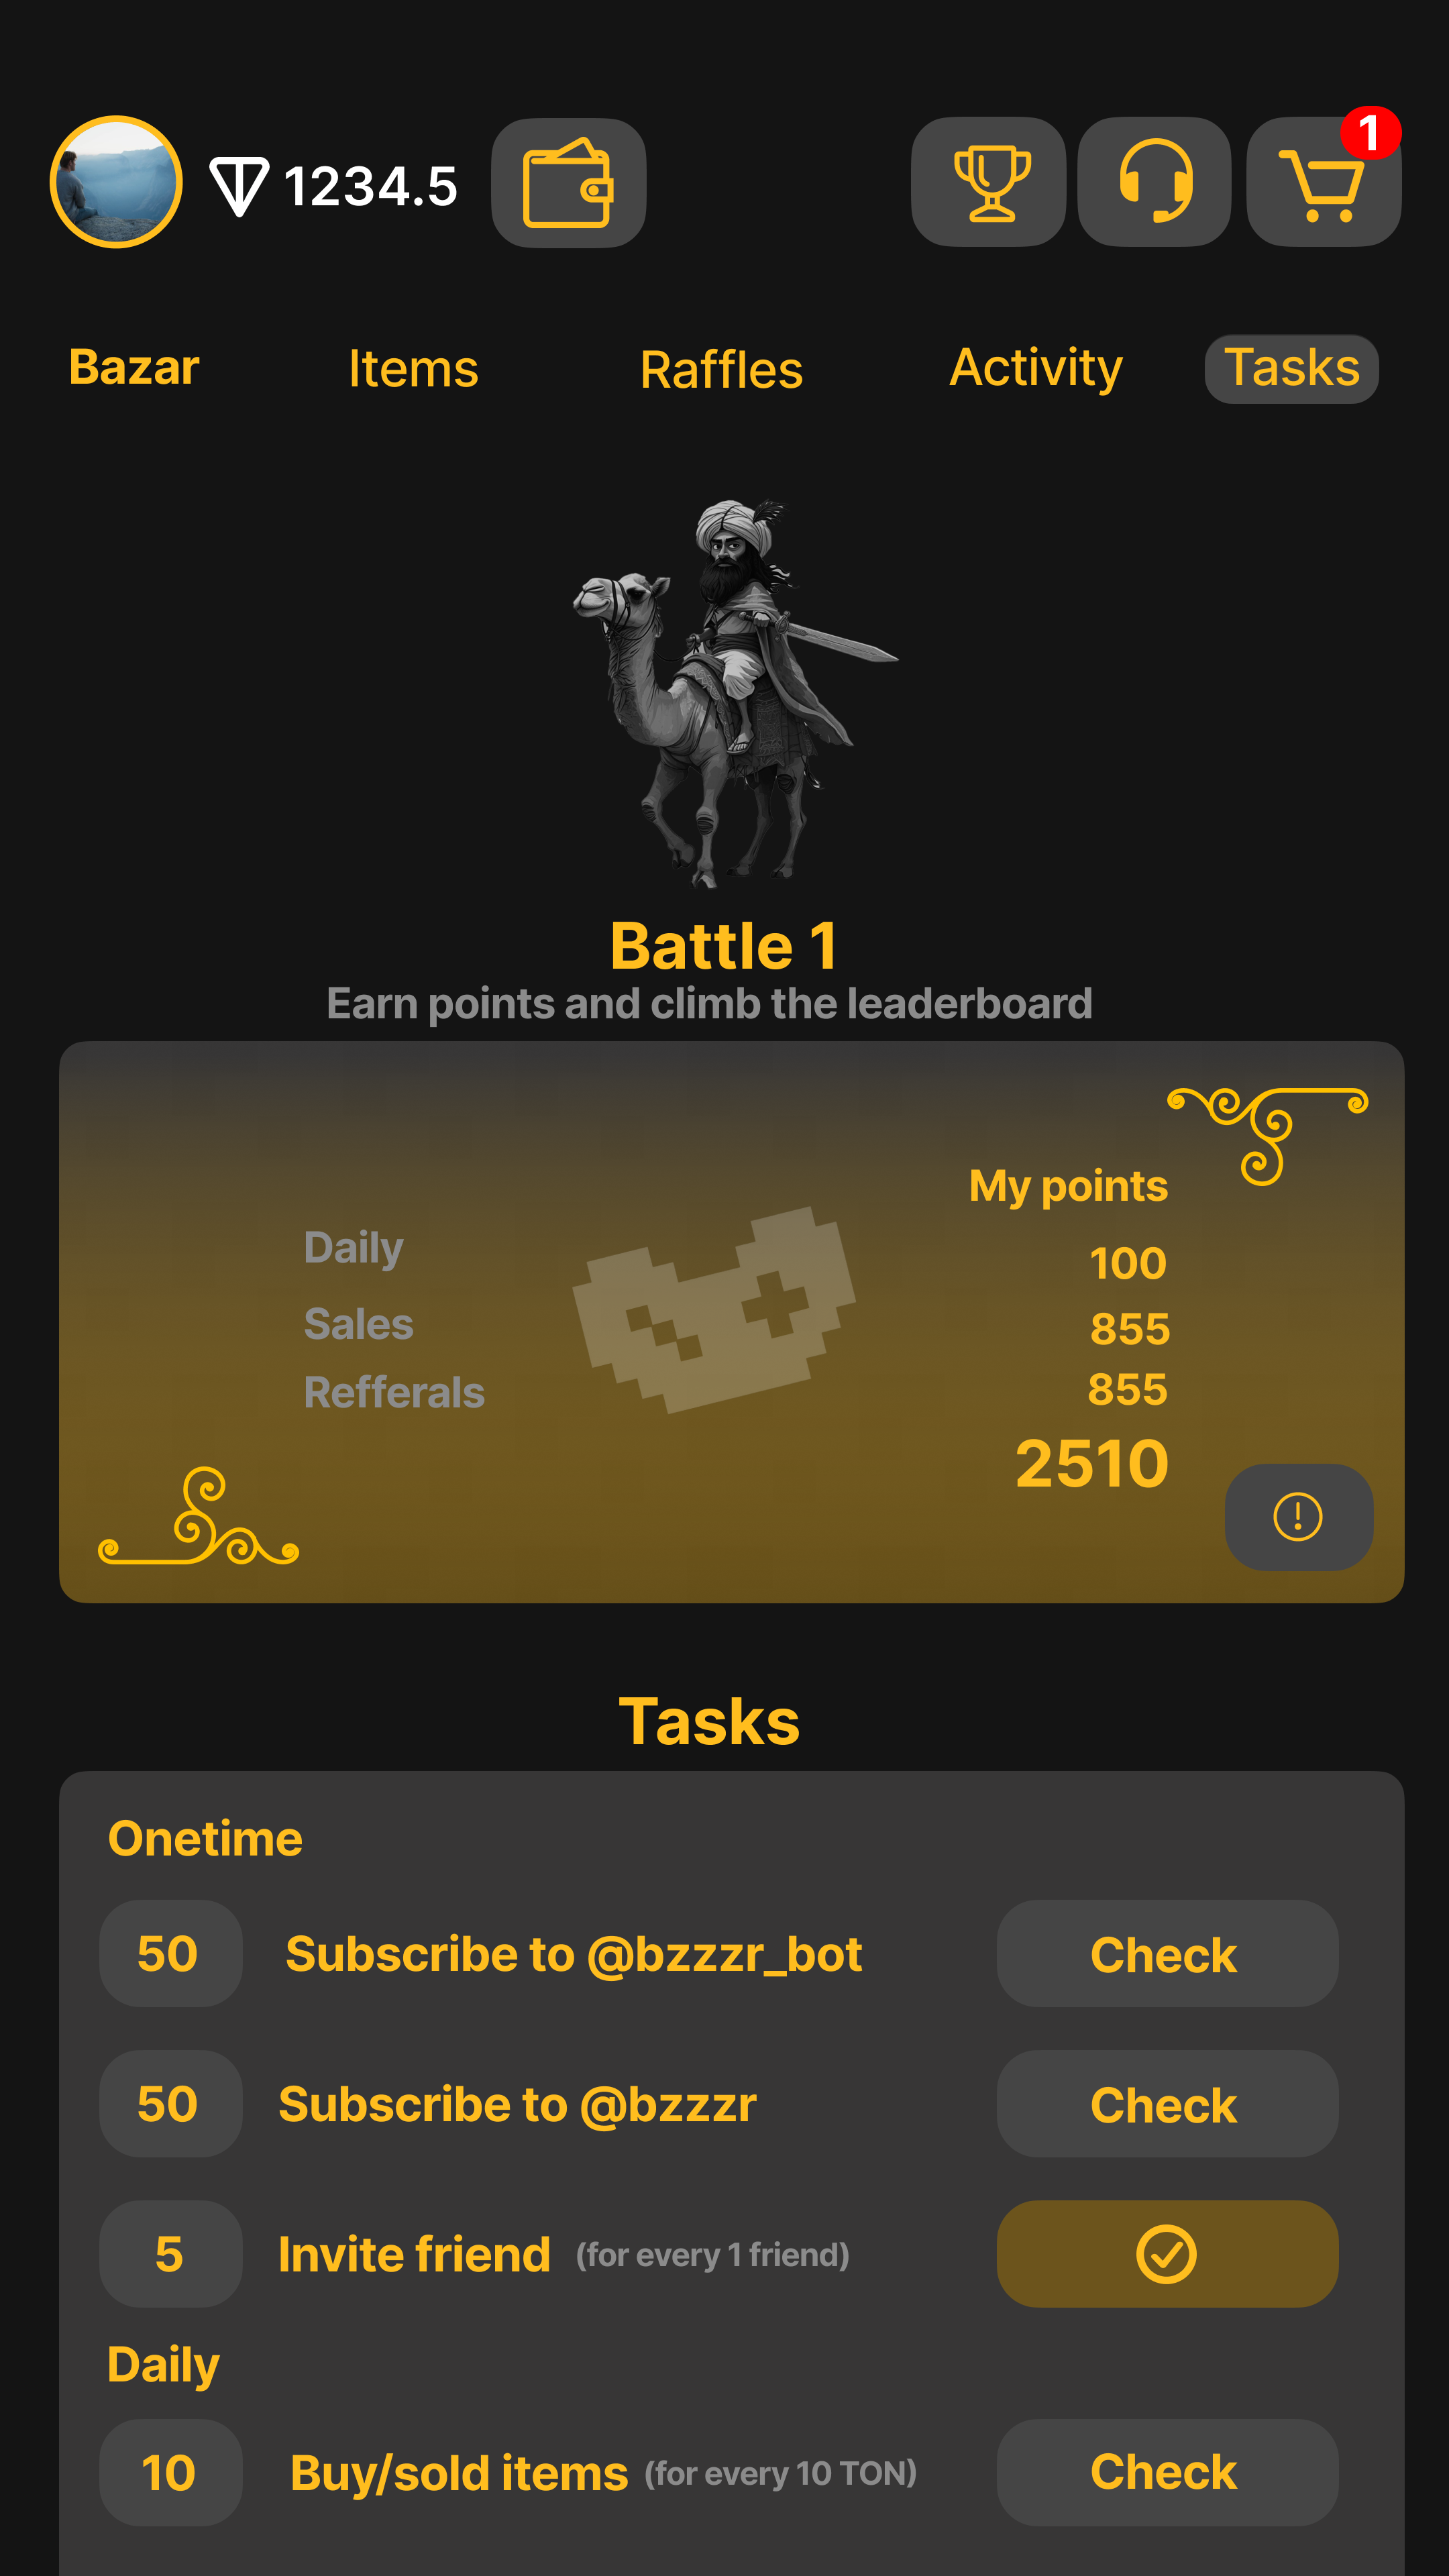 1234.5
1
Bazar Items Raffles Activity Tasks
Battle 1
Earn points and climb the leaderboard
My points
Daily 100
Sales 855
Refferals 855
2510
Tasks
Onetime
50 Subscribe to @bzzzr_bot Check
50 Subscribe to @bzzzr Check
5 Invite friend (for every 1 friend)
Daily
10 Buy/sold items (for every 10 TON) Check